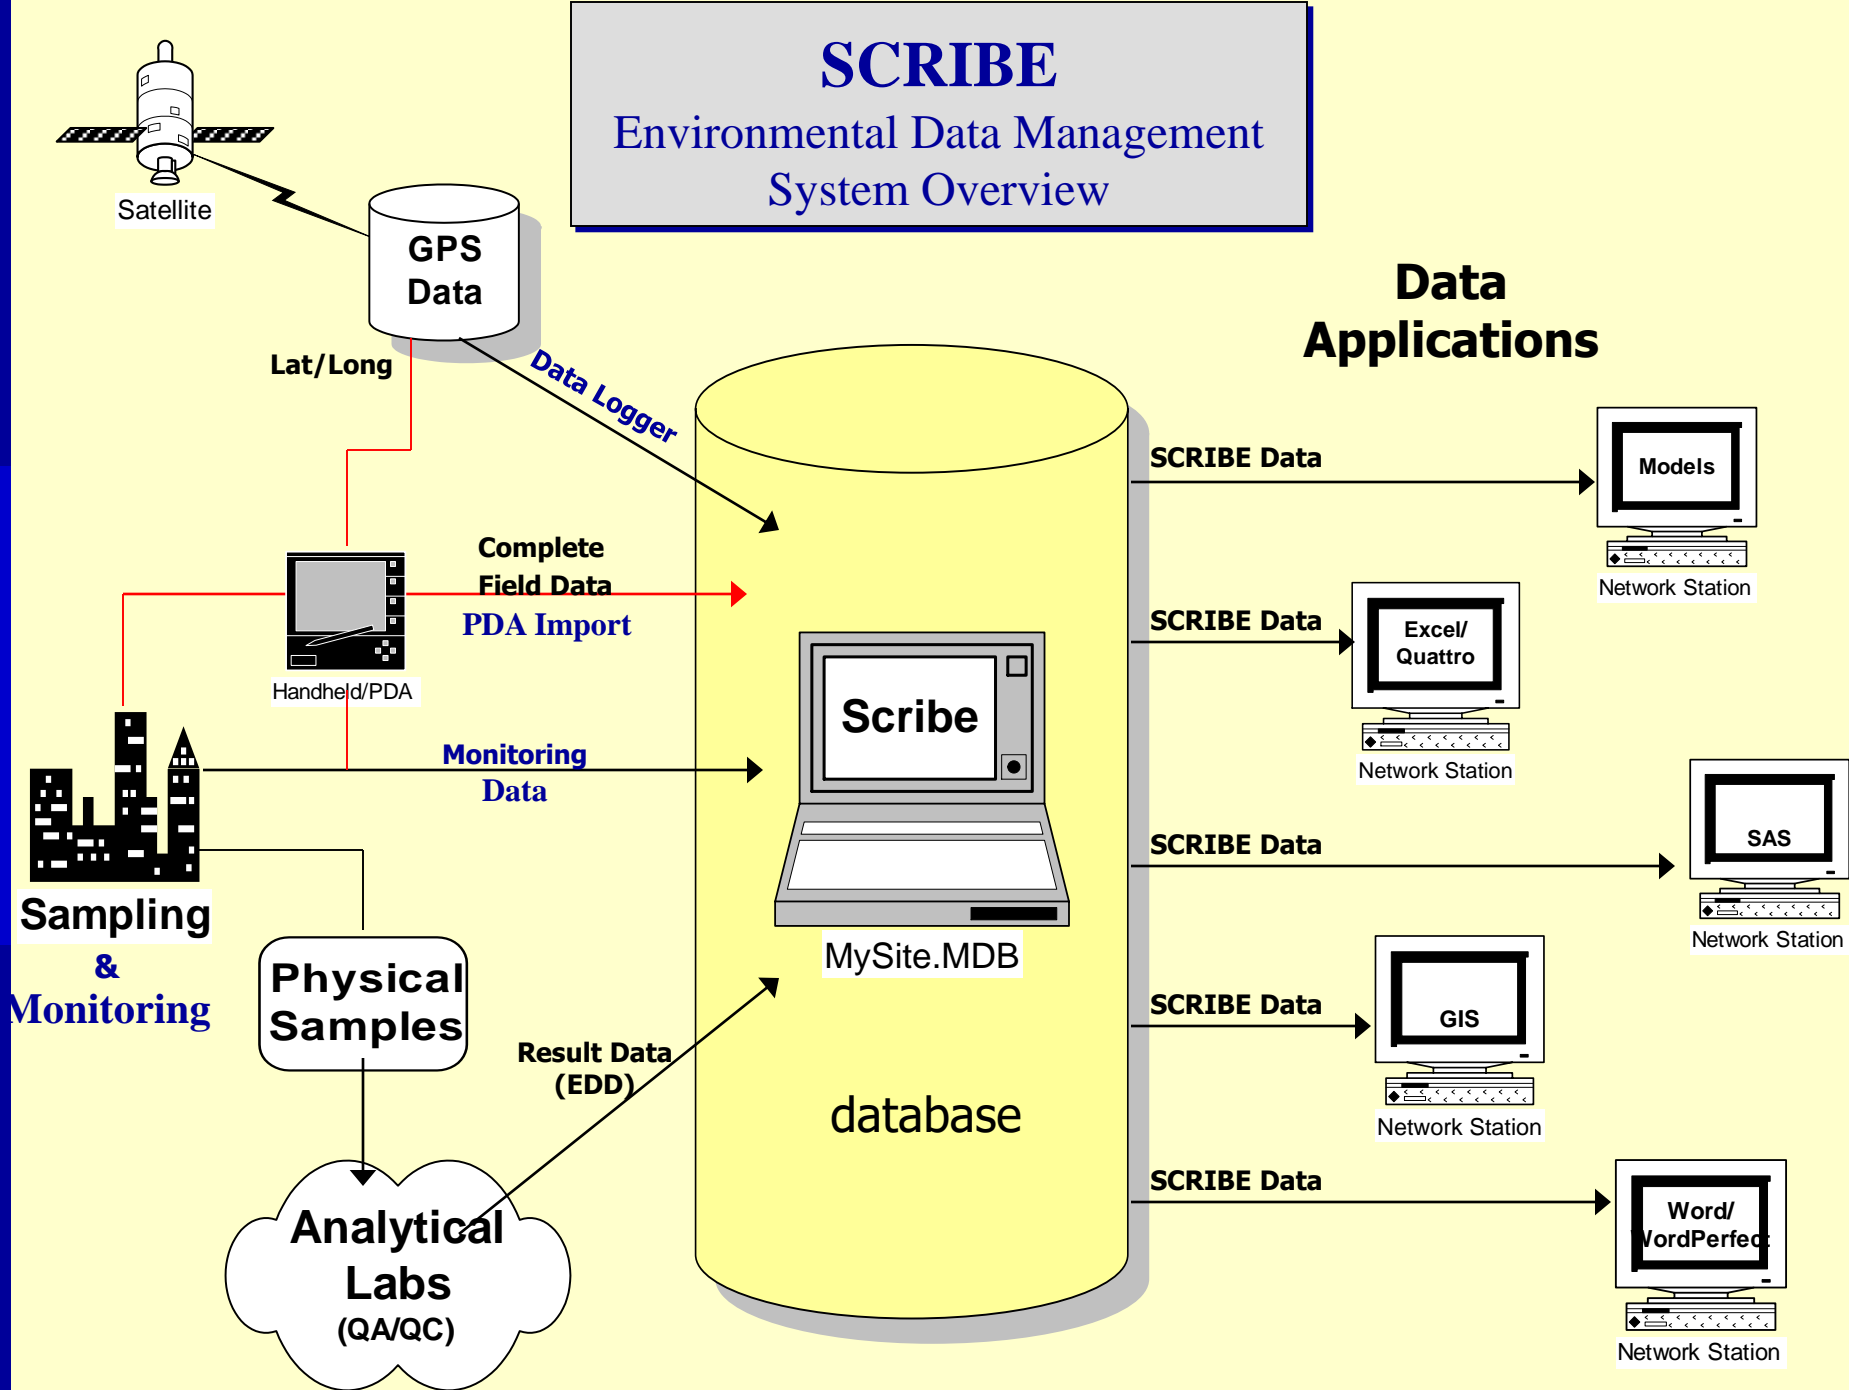 SCRIBE
Environmental Data Management
System Overview
Satellite
GPS
Data
Lat/Long
Data Logger
Complete
Field Data
PDA Import
Handheld/PDA
Monitoring
Data
Sampling
&
Monitoring
Physical
Samples
Result Data
(EDD)
Analytical
Labs
(QA/QC)
Scribe
MySite.MDB
database
Data
Applications
SCRIBE Data
Models
Network Station
SCRIBE Data
Excel/
Quattro
Network Station
SCRIBE Data
SAS
Network Station
SCRIBE Data
GIS
Network Station
SCRIBE Data
Word/
WordPerfect
Network Station